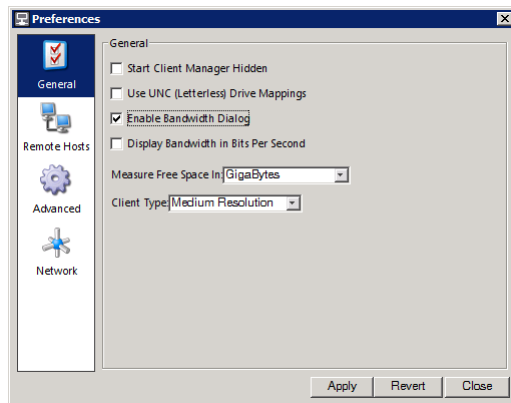 Preferences
General
General
Start Client Manager Hidden
Use UNC (Letterless) Drive Mappings
Enable Bandwidth Dialog
Display Bandwidth in Bits Per Second
Remote Hosts
Measure Free Space In: GigaBytes
Client Type: Medium Resolution
Advanced
Network
Apply Revert Close